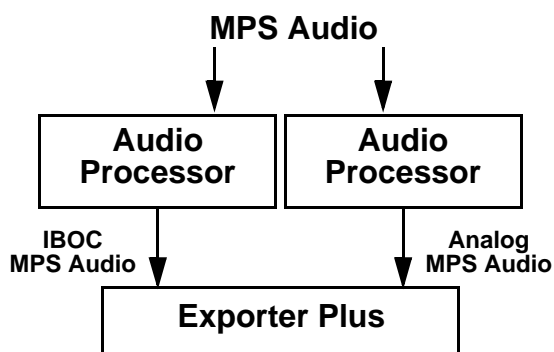 MPS Audio
Audio
Processor
Audio
Processor
IBOC
MPS Audio
Analog
MPS Audio
Exporter Plus